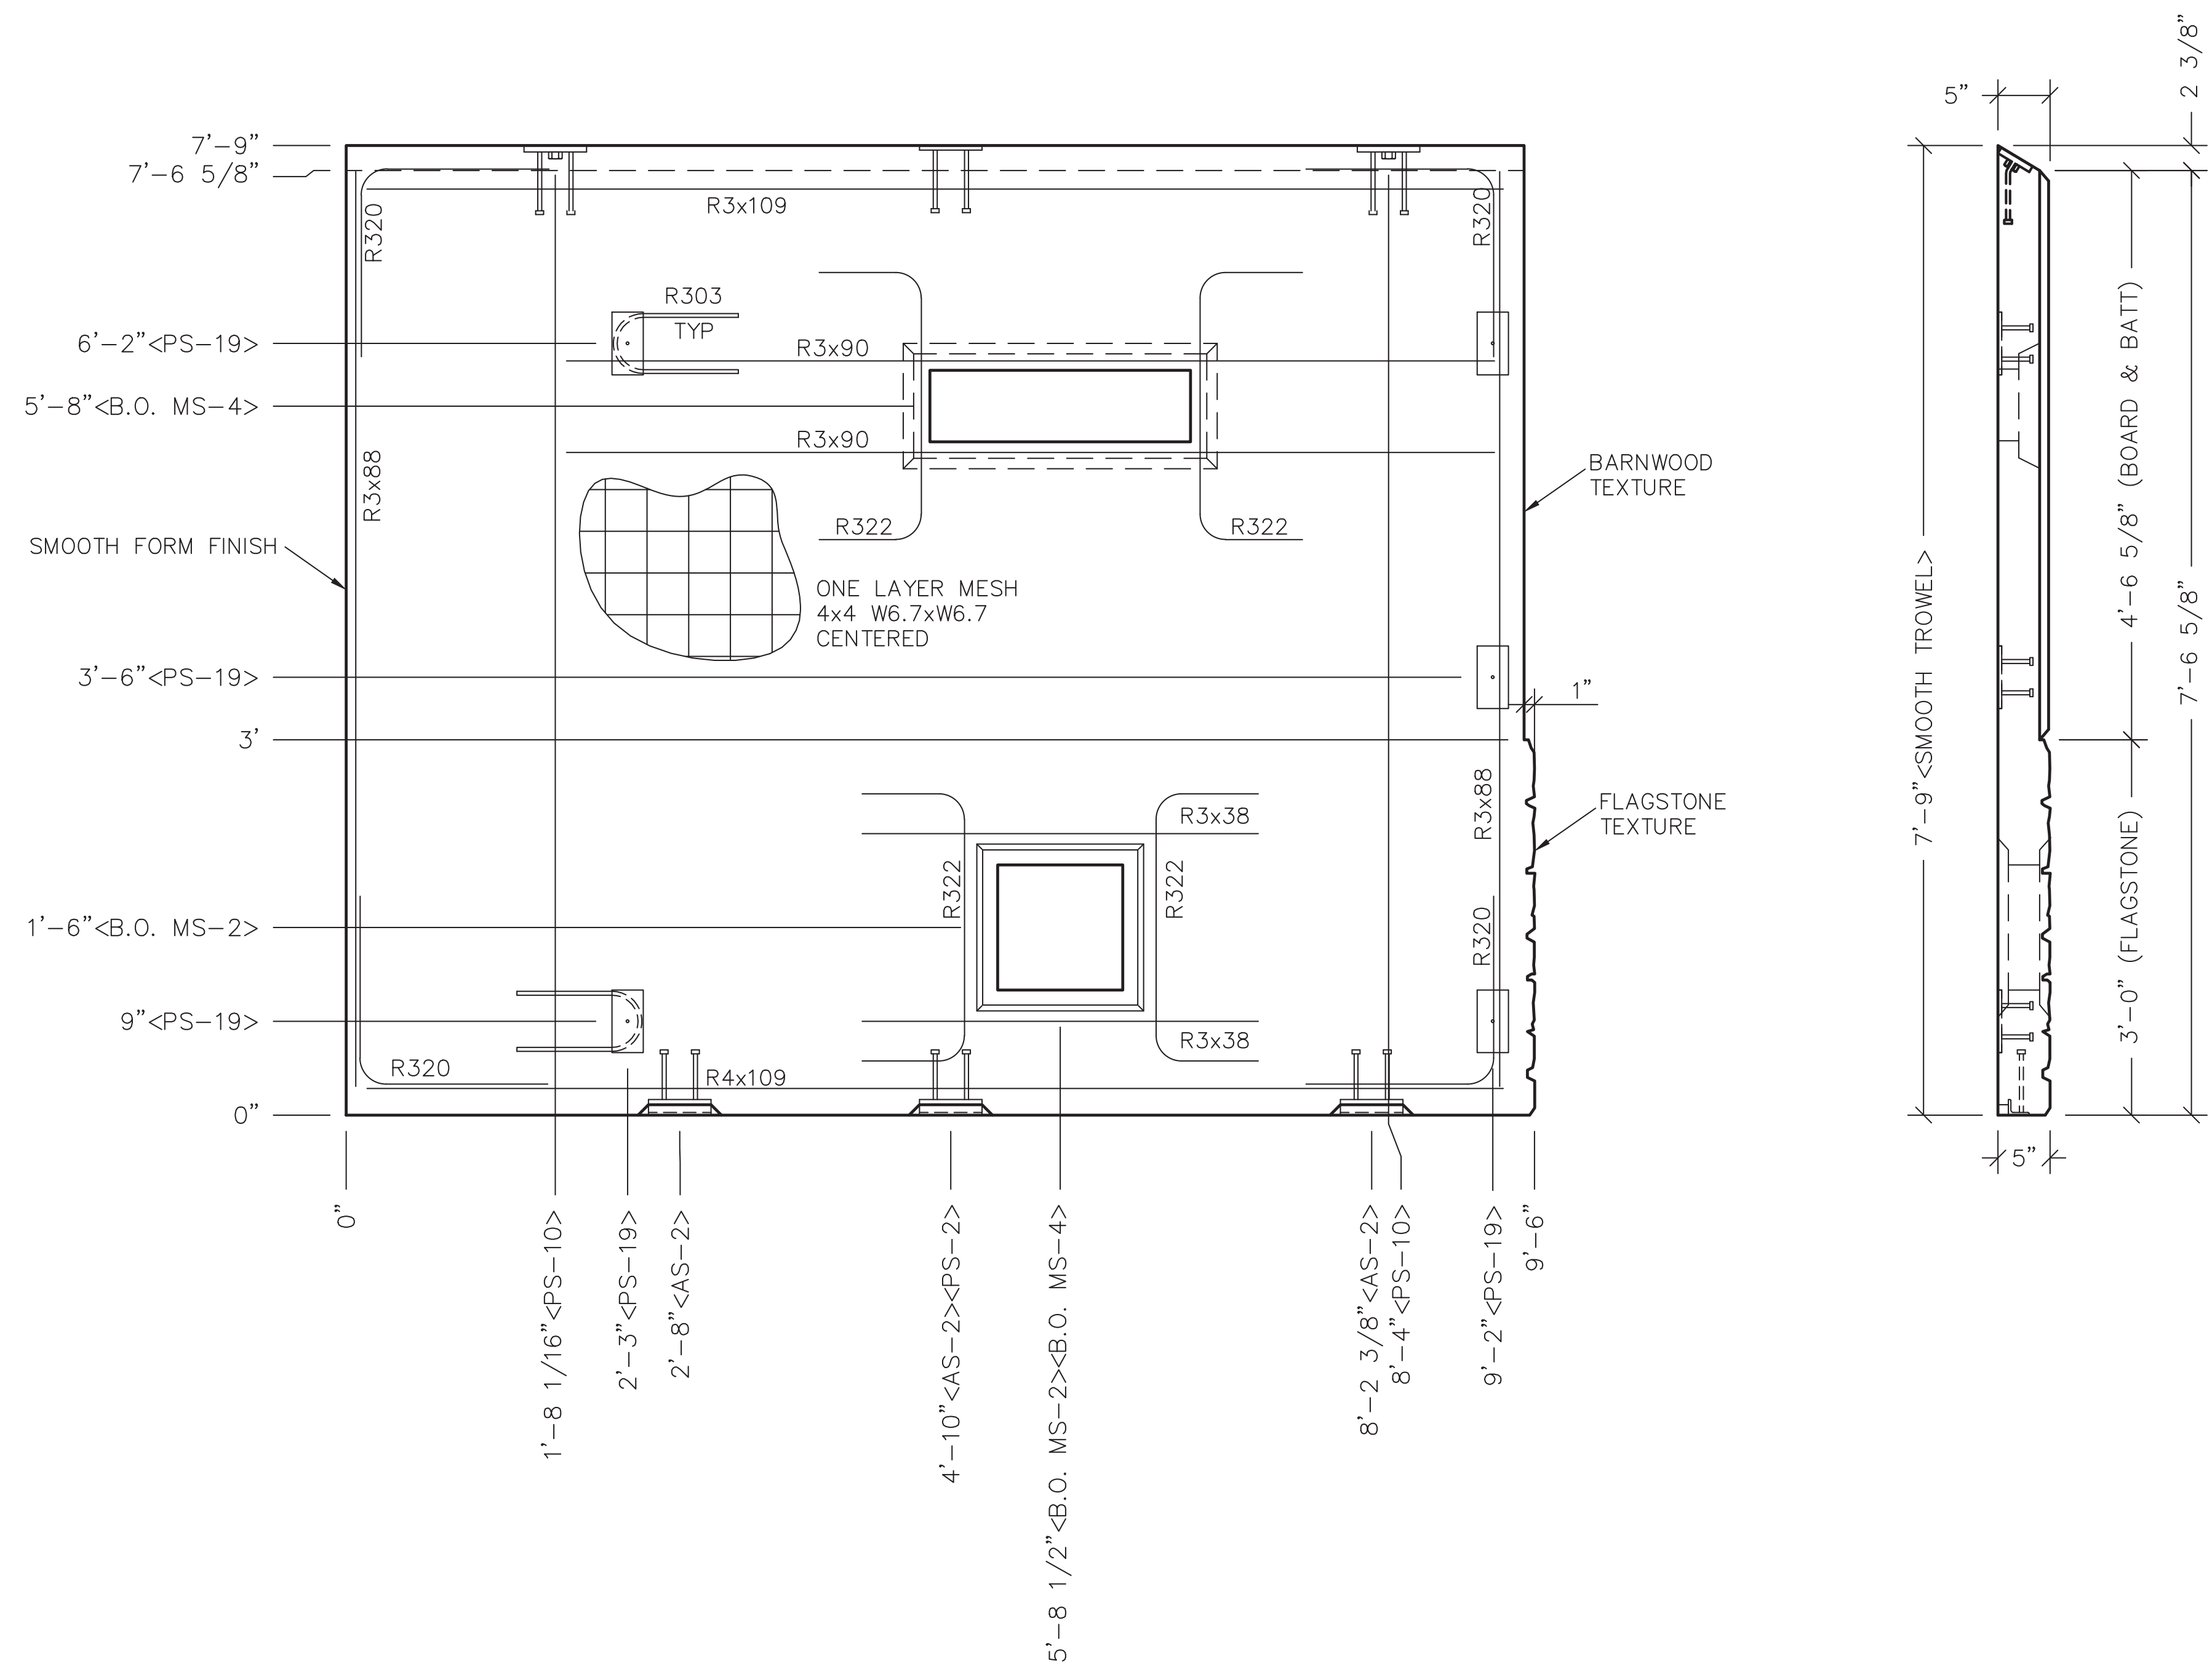 2 3/8"
5"
7'-9"
7'-6 5/8"
R3x109
R320
R320
R303
TYP
6'-2"<PS-19>
R3x90
5'-8"<B.O. MS-4>
R3x90
R3x88
BARNWOOD
TEXTURE
R322
R322
SMOOTH FORM FINISH
ONE LAYER MESH
4x4 W6.7xW6.7
CENTERED
3'-6"<PS-19>
1"
3'
R3x88
FLAGSTONE
TEXTURE
R3x38
R322
R322
1'-6"<B.O. MS-2>
R320
9"<PS-19>
R3x38
R320
R4x109
0"
7'-9"<SMOOTH TROWEL>
4'-6 5/8" (BOARD & BATT)
7'-6 5/8"
3'-0" (FLAGSTONE)
5"
0"
1'-8 1/16"<PS-10>
2'-3"<PS-19>
2'-8"<AS-2>
4'-10"<AS-2><PS-2>
5'-8 1/2"<B.O. MS-2><B.O. MS-4>
8'-2 3/8"<AS-2>
8'-4"<PS-10>
9'-2"<PS-19>
9'-6"